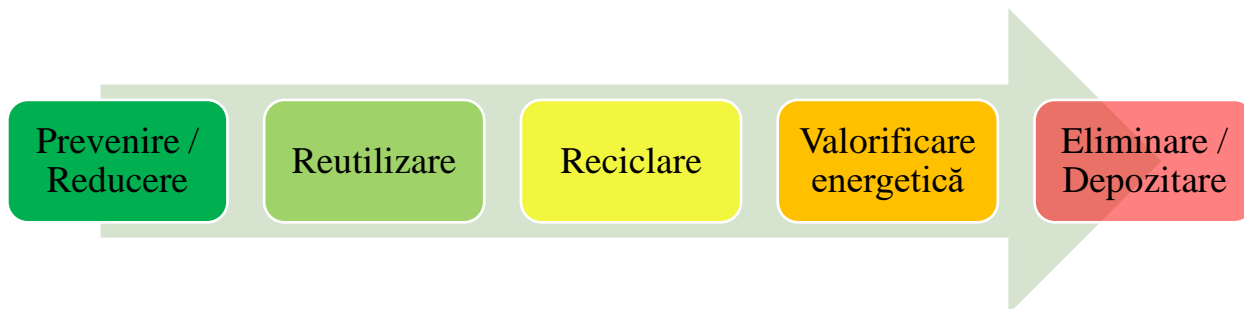 Prevenire /
Reducere
Reutilizare
Reciclare
Valorificare
energetică
Eliminare /
Depozitare